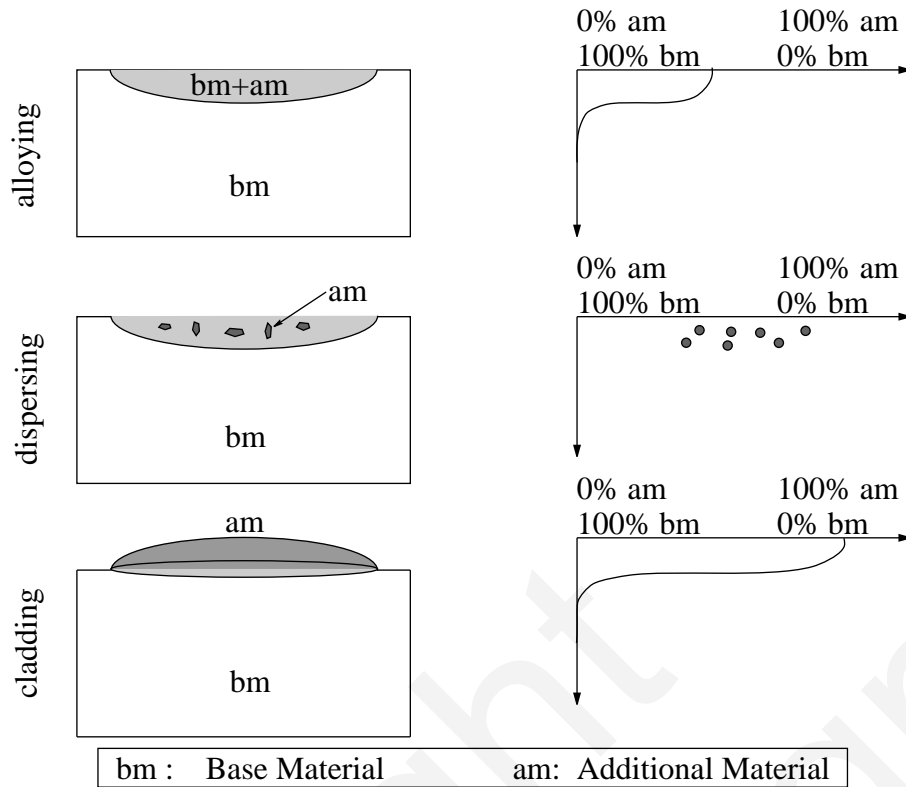 0% am 100% am
100% bm 0% bm
alloying
bm+am
bm
0% am 100% am
100% bm 0% bm
dispersing
am
bm
0% am 100% am
100% bm 0% bm
cladding
am
bm
bm : Base Material am: Additional Material